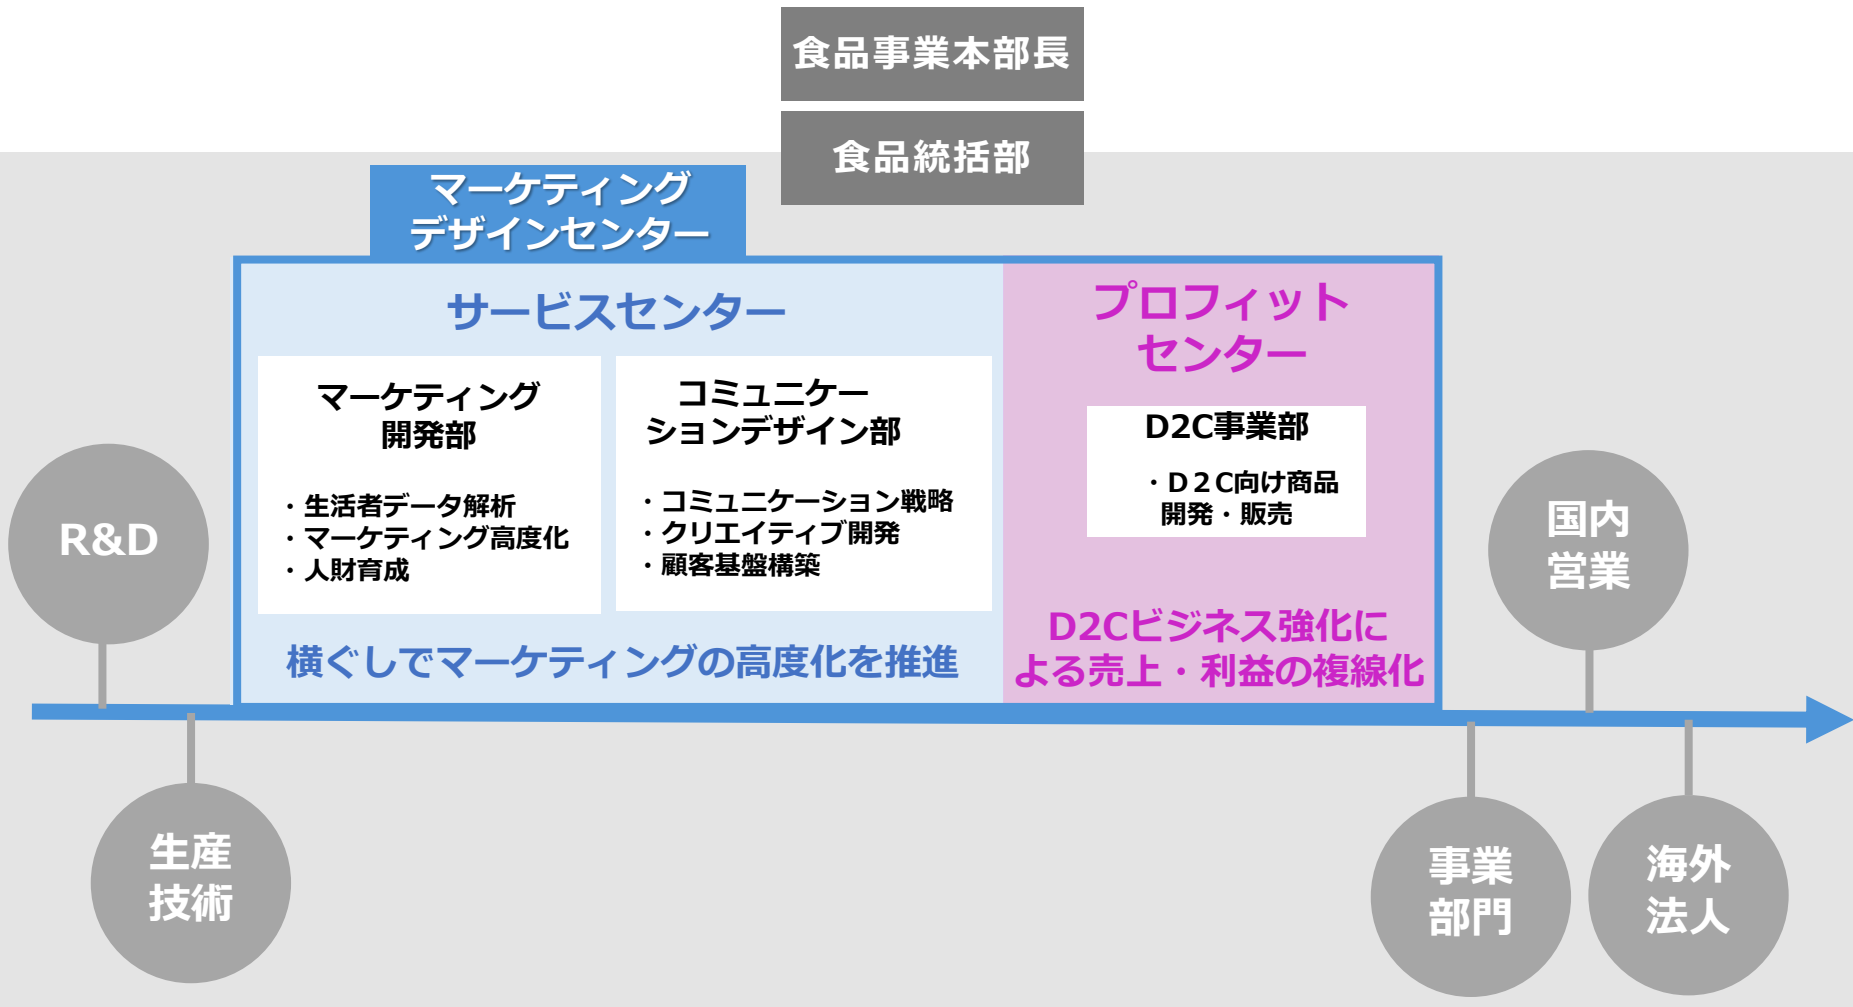 食品事業本部長
食品統括部
マーケティング
デザインセンター
サービスセンター
マーケティング
開発部
・生活者データ解析
・マーケティング高度化
・人財育成
コミュニケー
ションデザイン部
・コミュニケーション戦略
・クリエイティブ開発
・顧客基盤構築
横ぐしでマーケティングの高度化を推進
プロフィット
センター
D2C事業部
・Ｄ２Ｃ向け商品
開発・販売
D2Cビジネス強化に
よる売上・利益の複線化
R&D
生産
技術
国内
営業
事業
部門
海外
法人